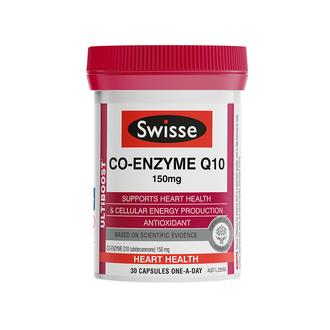 Swisse
CO-ENZYME Q10
150mg
ULTIBOOST
SUPPORTS HEART HEALTH
& CELLULAR ENERGY PRODUCTION
ANTIOXIDANT
BASED ON SCIENTIFIC EVIDENCE
CO-ENZYME Q10 (ubidecarenone) 150 mg
HEART HEALTH
30 CAPSULES ONE-A-DAY